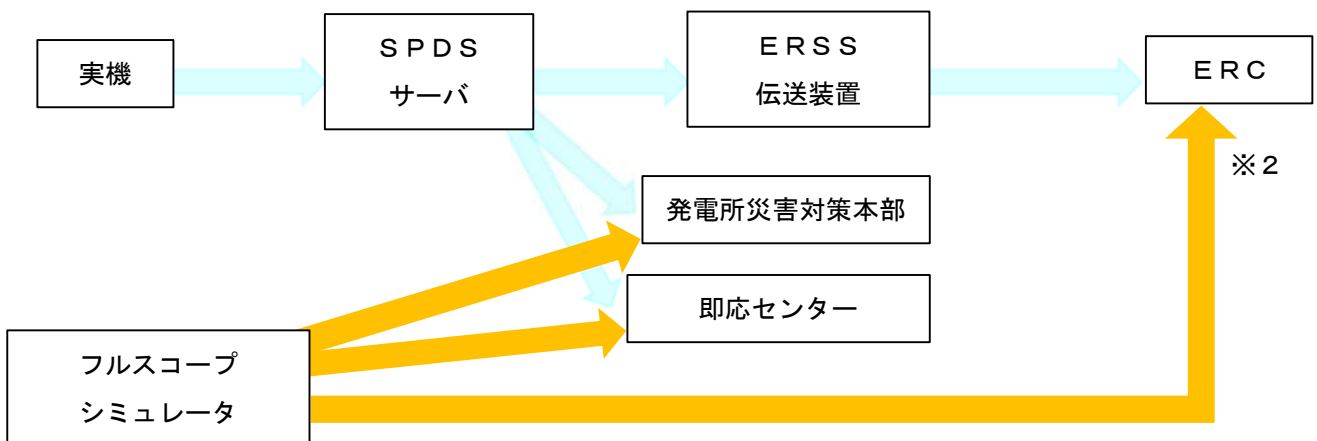 実機
ＳＰＤＳ
サーバ
ＥＲＳＳ
伝送装置
ＥＲＣ
※２
発電所災害対策本部
即応センター
フルスコープ
シミュレータ